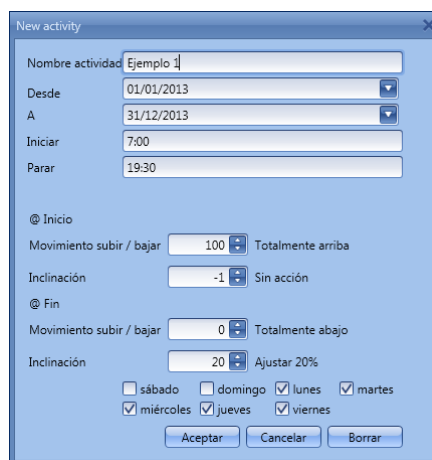 New activity
Nombre actividad Ejemplo 1
Desde 01/01/2013
A 31/12/2013
Iniciar 7:00
Parar 19:30
@ Inicio
Movimiento subir / bajar 100 Totalmente arriba
Inclinación -1 Sin acción
@ Fin
Movimiento subir / bajar 0 Totalmente abajo
Inclinación 20 Ajustar 20%
sábado domingo lunes martes
miércoles jueves viernes
Aceptar Cancelar Borrar